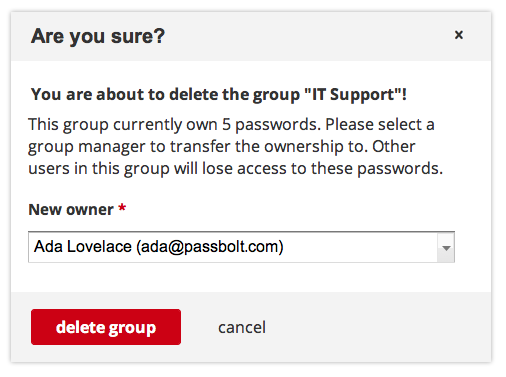 Are you sure?
x
You are about to delete the group "IT Support"!
This group currently own 5 passwords. Please select a
group manager to transfer the ownership to. Other
users in this group will lose access to these passwords.
New owner *
Ada Lovelace (ada@passbolt.com)
delete group
cancel